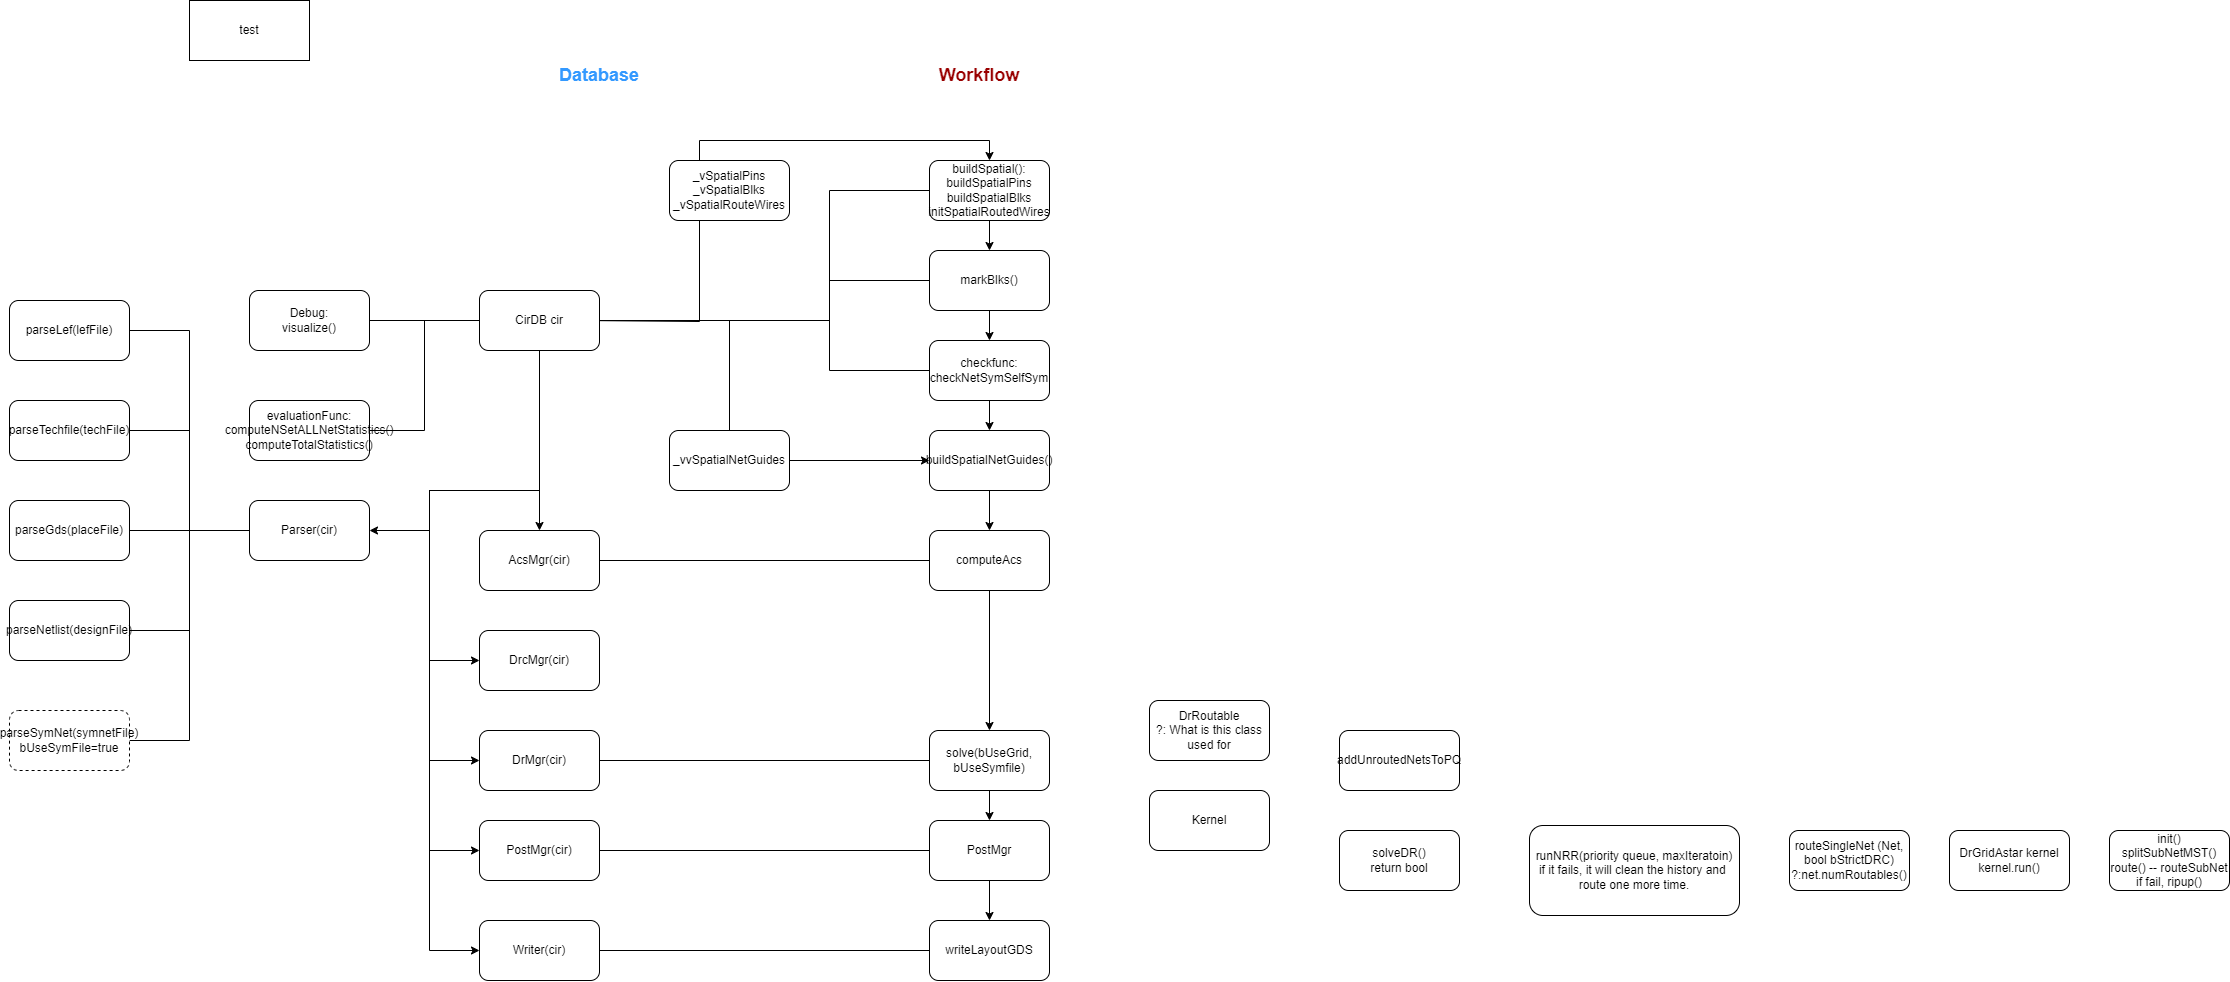 test
Database
Workflow
_vSpatialPins
_vSpatialBlks
_vSpatialRouteWires
buildSpatial():
buildSpatialPins
buildSpatialBlks
initSpatialRoutedWires
markBlks()
parseLef(lefFile)
Debug:
visualize()
CirDB cir
checkfunc:
checkNetSymSelfSym
parseTechfile(techFile)
evaluationFunc:
computeNSetALLNetStatistics()
computeTotalStatistics()
_vvSpatialNetGuides
buildSpatialNetGuides()
parseGds(placeFile)
Parser(cir)
AcsMgr(cir)
computeAcs
parseNetlist(designFile)
DrcMgr(cir)
parseSymNet(symnetFile)
bUseSymFile=true
DrMgr(cir)
solve(bUseGrid,
bUseSymfile)
DrRoutable
?: What is this class
used for
addUnroutedNetsToPQ
Kernel
PostMgr(cir)
PostMgr
solveDR()
return bool
runNRR(priority queue, maxIteratoin)
if it fails, it will clean the history and
route one more time.
routeSingleNet (Net,
bool bStrictDRC)
?:net.numRoutables()
DrGridAstar kernel
kernel.run()
init()
splitSubNetMST()
route() -- routeSubNet
if fail, ripup()
Writer(cir)
writeLayoutGDS